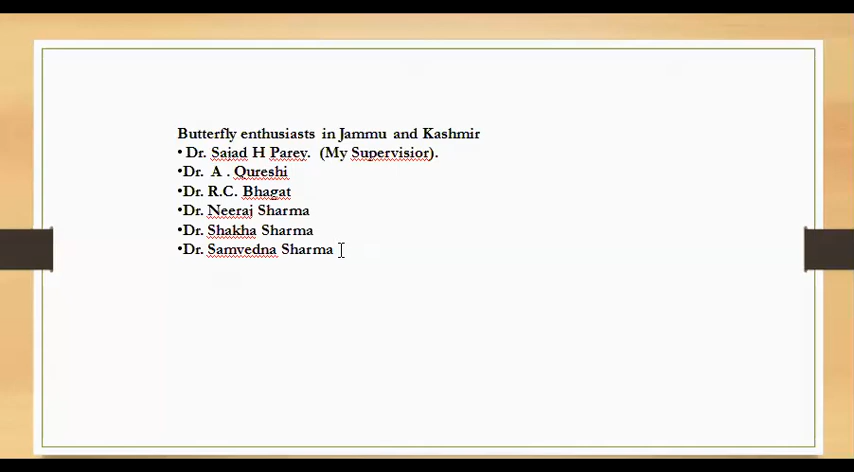 Butterfly enthusiasts in Jammu and Kashmir
• Dr. Sajad H Parey. (My Supervisior).
•Dr. A . Qureshi
•Dr. R.C. Bhagat
•Dr. Neeraj Sharma
•Dr. Shakha Sharma
•Dr. Samvedna Sharma